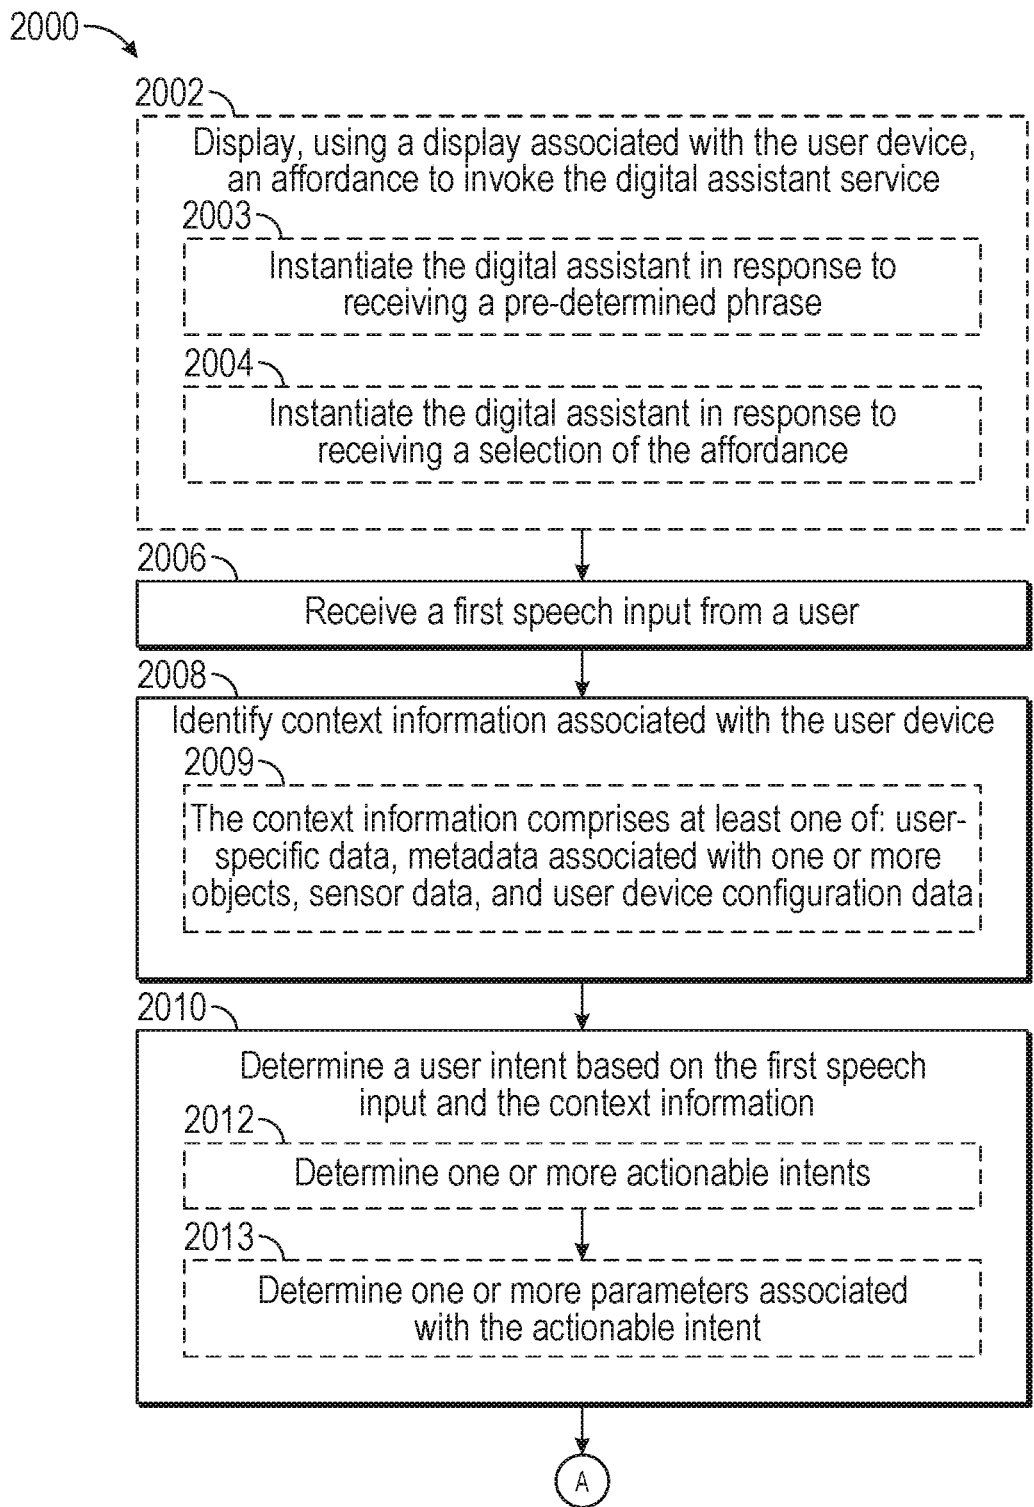 2000
2002
Display, using a display associated with the user device,
an affordance to invoke the digital assistant service
2003
Instantiate the digital assistant in response to
receiving a pre-determined phrase
2004
Instantiate the digital assistant in response to
receiving a selection of the affordance
2006
Receive a first speech input from a user
2008
Identify context information associated with the user device
2009
The context information comprises at least one of: user-
specific data, metadata associated with one or more
objects, sensor data, and user device configuration data
2010
Determine a user intent based on the first speech
input and the context information
2012
Determine one or more actionable intents
2013
Determine one or more parameters associated
with the actionable intent
A